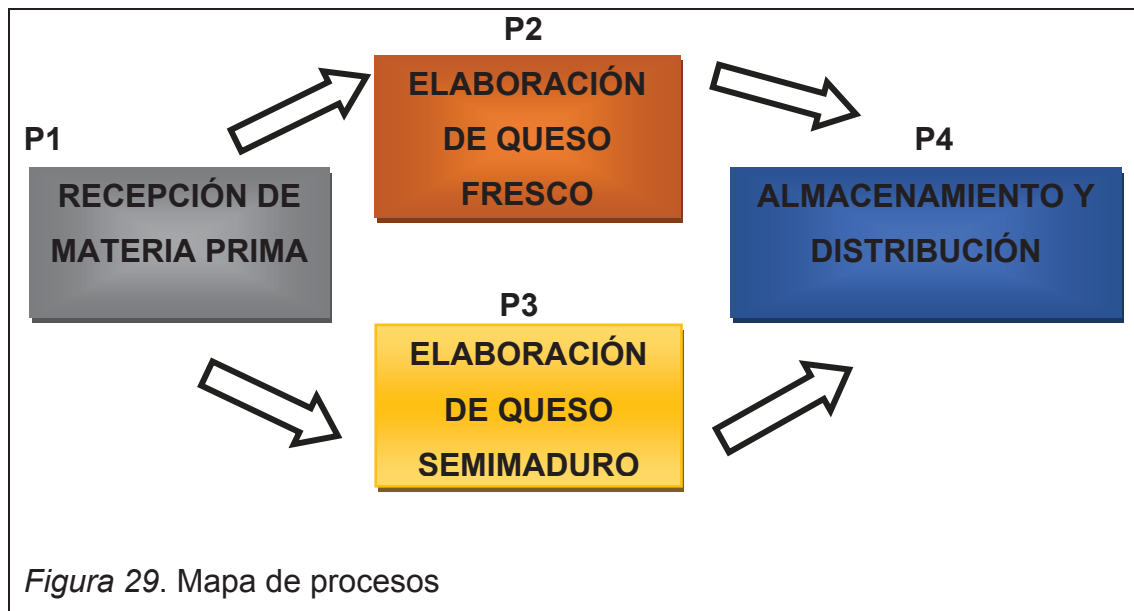 P2
ELABORACIÓN
DE QUESO
FRESCO
P1
RECEPCIÓN DE
MATERIA PRIMA
P4
ALMACENAMIENTO Y
DISTRIBUCIÓN
P3
ELABORACIÓN
DE QUESO
SEMIMADURO
Figura 29. Mapa de procesos